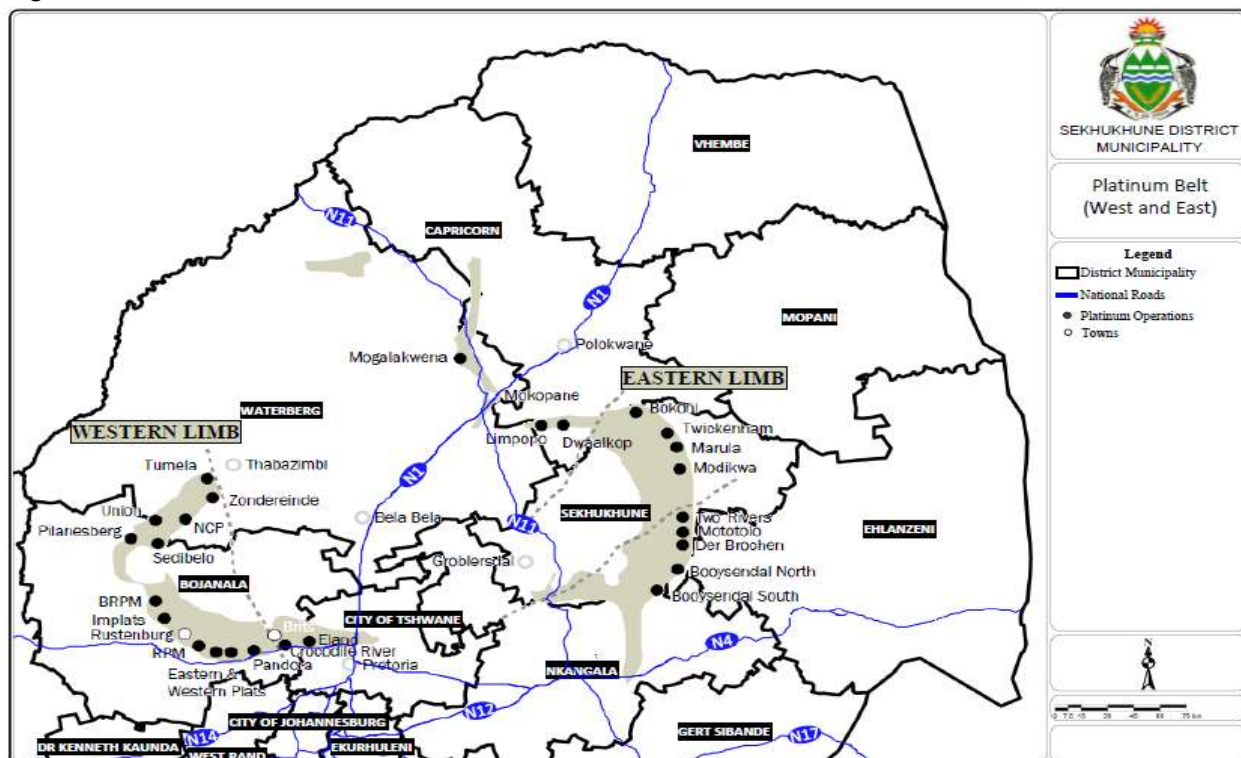 SEKHUKHUNE DISTRICT
MUNICIPALITY
Platinum Belt
(West and East)
Legend
District Municipality
National Roads
Platinum Operations
Towns
N
75 km
VHEMBE
N11
CAPRICORN
N1
MOPANI
Polokwane
Mogalakwena
EASTERN LIMB
Mokopane
WATERBERG
Bokoni
WESTERN LIMB
Limpopo
Dwaalkop
Twickenham
Marula
Tumela
Thabazimbi
Modikwa
N1
Zondereinde
Union
NCP
Bela Bela
SEKHUKHUNE
Two Rivers
N11
Mototolo
EHLANZENI
Pilanesberg
Der Brochen
Sedibelo
Groblersdal
Booysendal North
BOJANALA
Booysendal South
BRPM
Implats
CITY OF TSHWANE
Rustenburg
Brits
Eland
N4
RPM
Crocodile River
Pandora
Pretoria
NKANGALA
Eastern &
Western Plats
N12
CITY OF JOHANNESBURG
GERT SIBANDE
N14
N17
DR KENNETH KAUNDA
WEST RAND
EKURHULENI